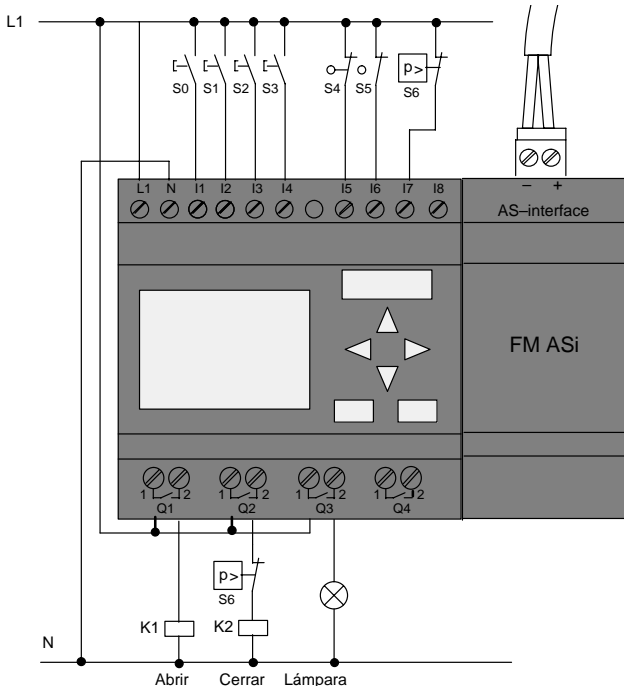 L1
S0 S1 S2 S3 S4 S5 p> S6
L1 N I1 I2 I3 I4 I5 I6 I7 I8
– +
AS–interface
FM ASi
1 2 1 2 1 2 1 2
Q1 Q2 Q3 Q4
p>
S6
K1 K2
N
Abrir Cerrar Lámpara